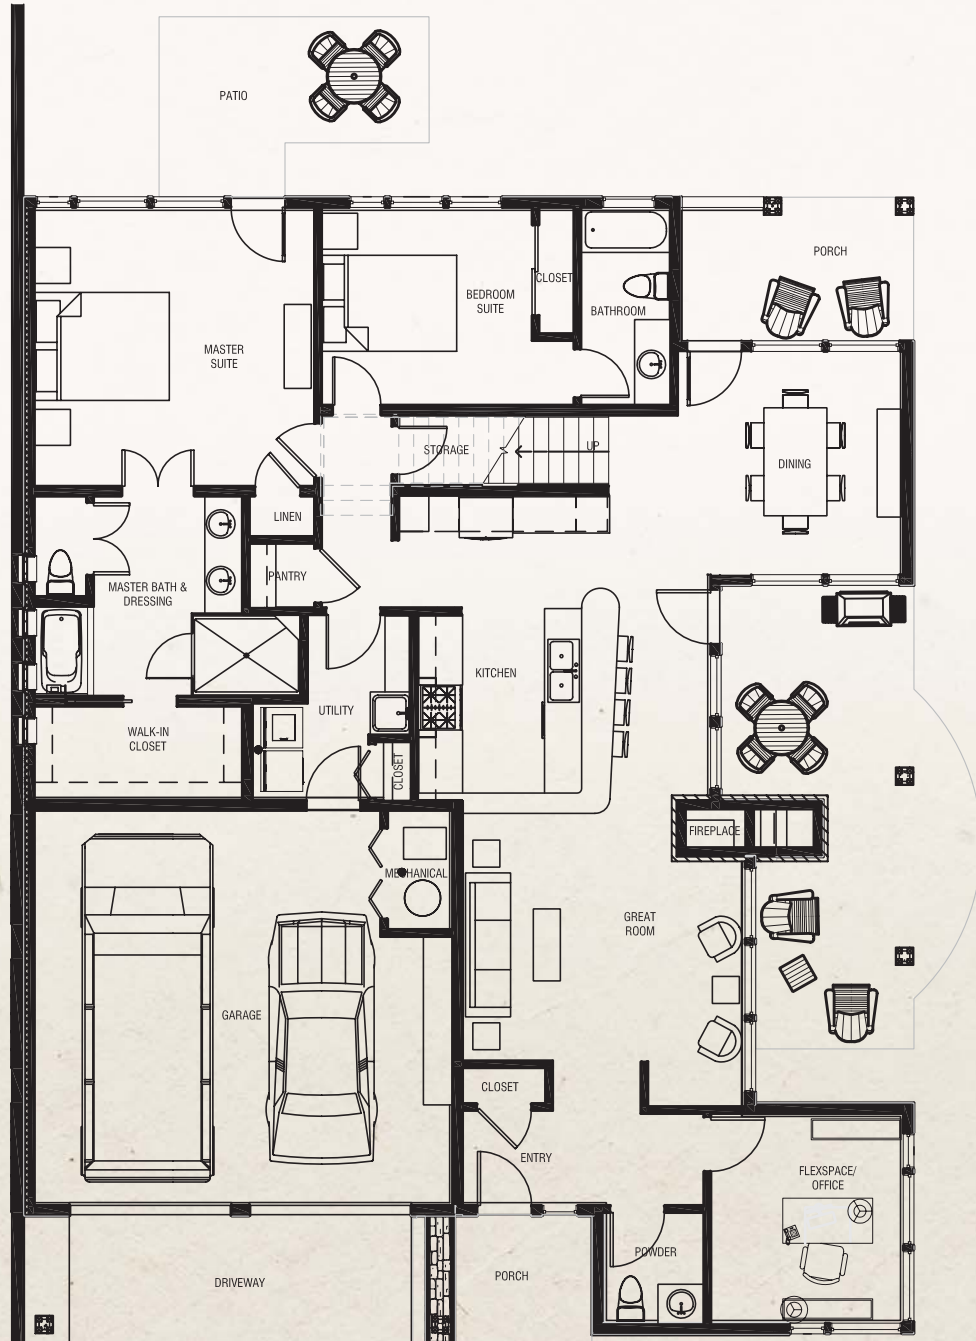 PATIO
PORCH
CLOSET
BEDROOM
SUITE
BATHROOM
MASTER
SUITE
STORAGE
UP
DINING
LINEN
PANTRY
MASTER BATH &
DRESSING
KITCHEN
UTILITY
WALK-IN
CLOSET
CLOSET
FIREPLACE
MECHANICAL
GREAT
ROOM
GARAGE
CLOSET
ENTRY
FLEXSPACE/
OFFICE
POWDER
PORCH
DRIVEWAY